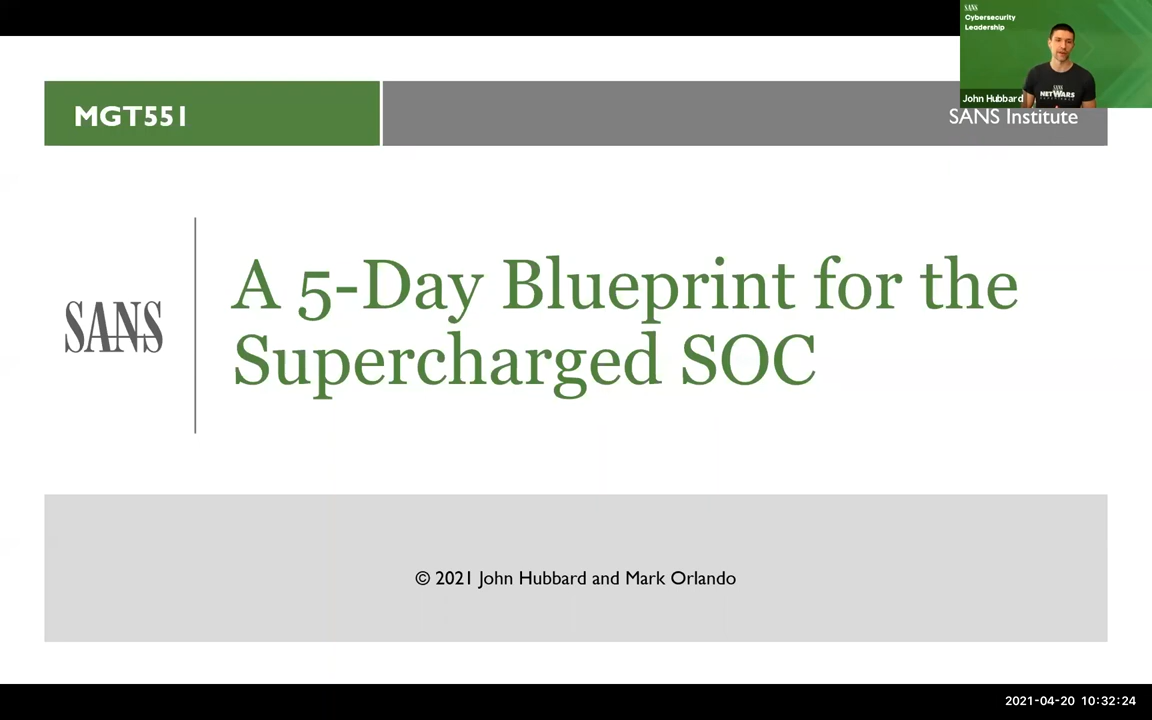 SANS
Cybersecurity
Leadership
SANS
NETWARS
John Hubbard
MGT551
SANS Institute
A 5-Day Blueprint for the
Supercharged SOC
SANS
© 2021 John Hubbard and Mark Orlando
2021-04-20 10:32:24